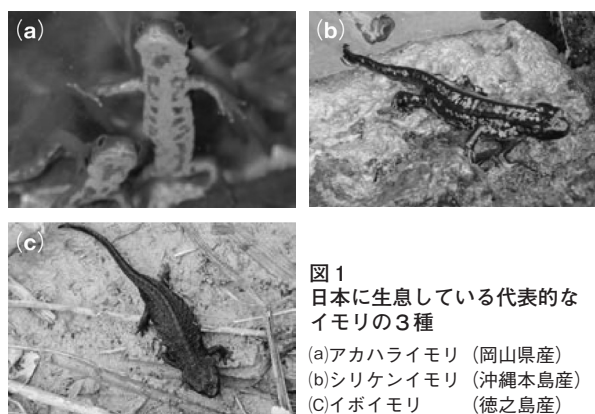 (a)
(b)
(c)
図1
日本に生息している代表的な
イモリの3種
(a)アカハライモリ（岡山県産）
(b)シリケンイモリ（沖縄本島産）
(C)イボイモリ　　（徳之島産）